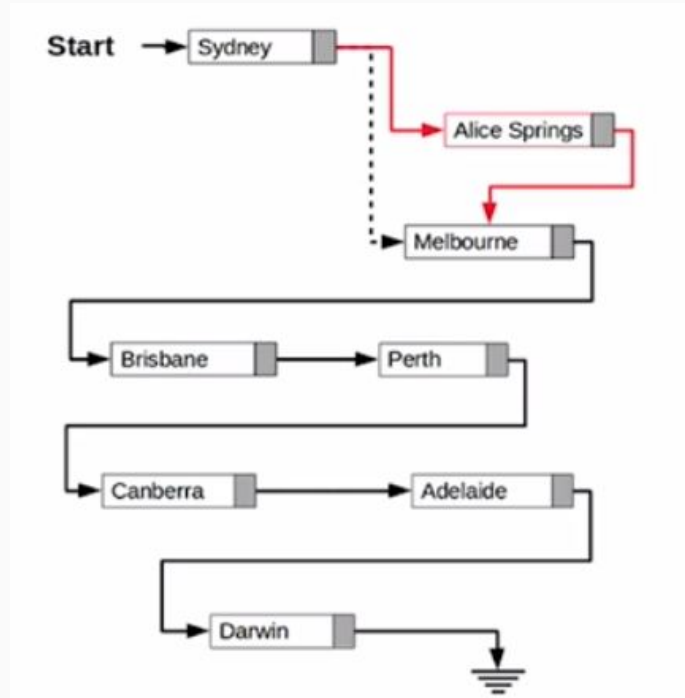 Start
Sydney
Alice Springs
Melbourne
Brisbane
Perth
Canberra
Adelaide
Darwin